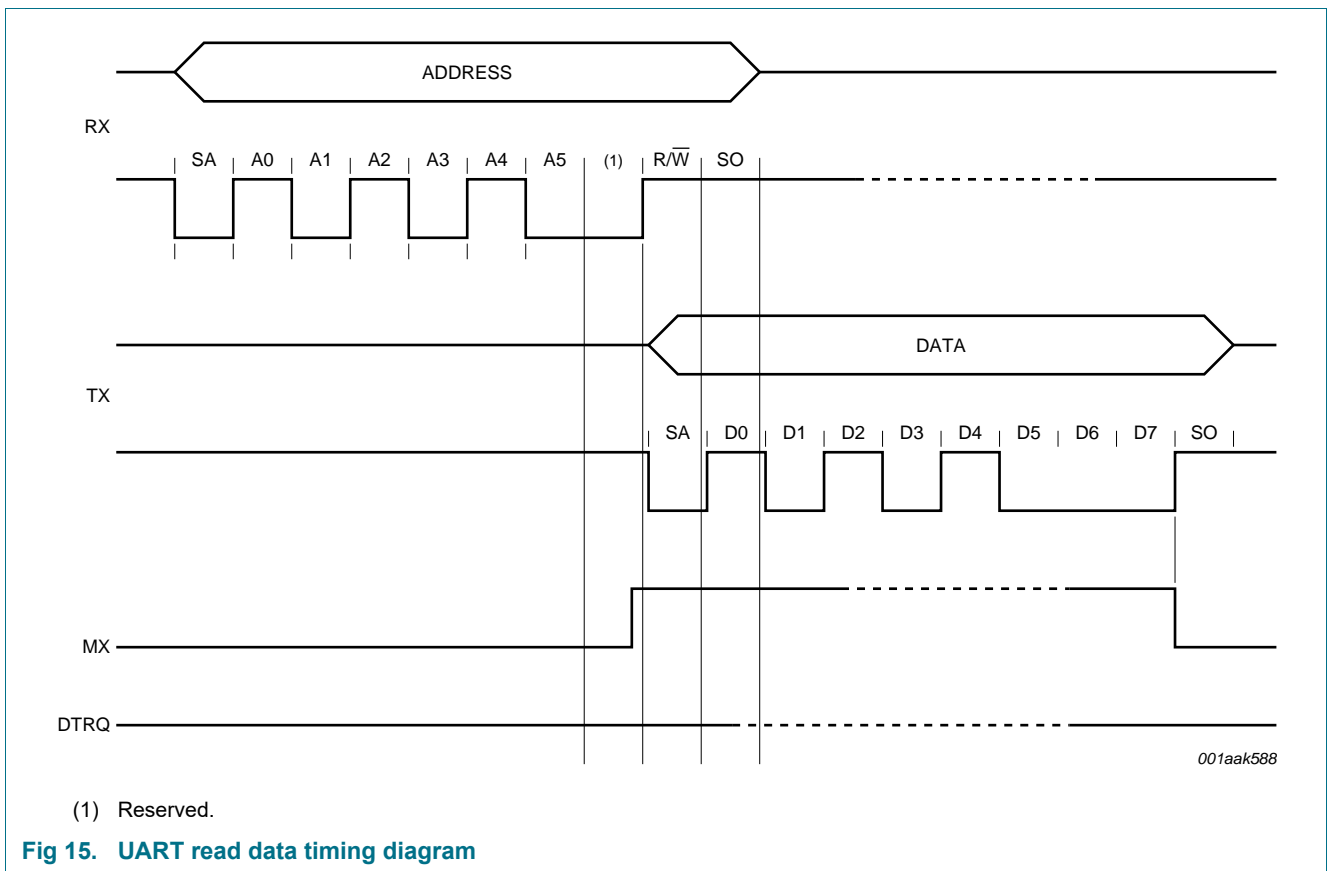 ADDRESS
RX
SA A0 A1 A2 A3 A4 A5 (1) R/W̅ SO
DATA
TX
SA D0 D1 D2 D3 D4 D5 D6 D7 SO
MX
DTRQ
001aak588
(1) Reserved.
Fig 15. UART read data timing diagram